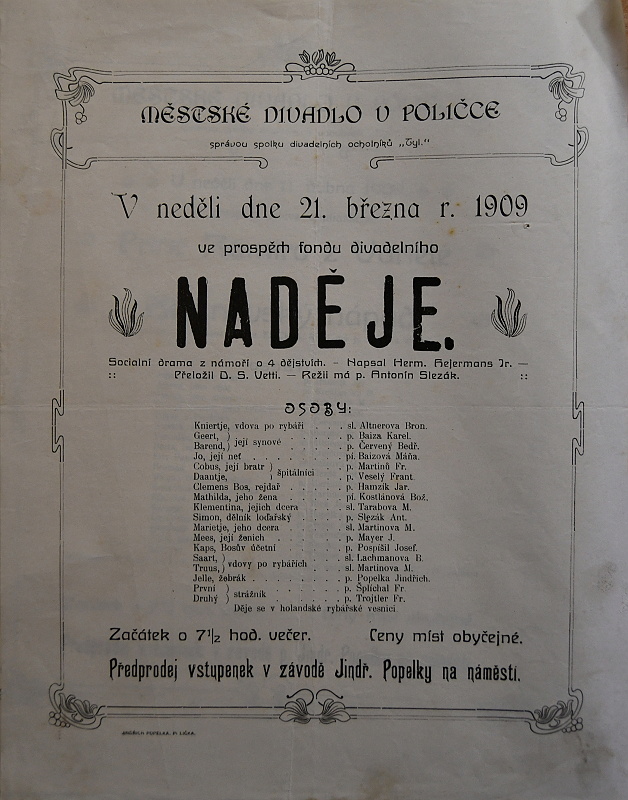 MĚSTSKÉ DIVADLO V POLIČCE
správou spolku divadelních ochotníků „Tyl.“
V neděli dne 21. března r. 1909
ve prospěch fondu divadelního
NADĚJE.
Socialní drama z námoří o 4 dějstvích. – Napsal Herm. Hejermans Jr. —
:: Přeložil D. S. Vetti. — Režii má p. Antonín Slezák. ::
OSOBY:
Kniertje, vdova po rybáři . . . sl. Altnerova Bron.
Geert, } její synové . . . p. Baiza Karel.
Barend, } . . . p. Červený Bedř.
Jo, její neť . . . . . . . pí. Baizová Máňa.
Cobus, její bratr } špitálníci . . . p. Martinů Fr.
Daantje, } . . . p. Veselý Frant.
Clemens Bos, rejdař . . . . . p. Hamzík Jar.
Mathilda, jeho žena . . . . . pí. Kostlánová Bož.
Klementina, jejich dcera . . . . sl. Tarabova M.
Simon, dělník loďařský . . . . p. Slezák Ant.
Marietje, jeho dcera . . . . . sl. Martinova M.
Mees, její ženich . . . . . p. Mayer J.
Kaps, Bosův účetní . . . . . p. Pospíšil Josef.
Saart, } vdovy po rybářích . . . sl. Lachmanova B.
Truus, } . . . sl. Martinova M.
Jelle, žebrák . . . . . . . p. Popelka Jindřich.
První } strážník . . . . . p. Šplíchal Fr.
Druhý } . . . . . p. Trojtler Fr.
Děje se v holandské rybářské vesnici.
Začátek o 7½ hod. večer. Ceny míst obyčejné.
Předprodej vstupenek v závodě Jindř. Popelky na náměstí.